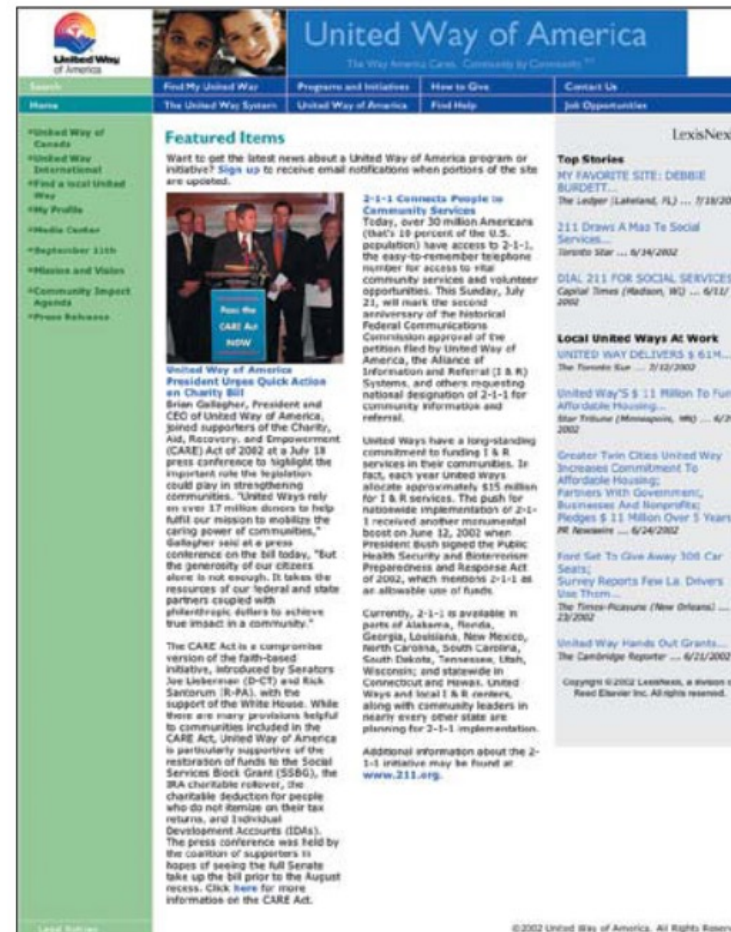 United Way
of America
United Way of America
The Way America Cares. Community by Community
Search
Find My United Way
Programs and Initiatives
How to Give
Contact Us
Home
The United Way System
United Way of America
Find Help
Job Opportunities
United Way of
Canada
United Way
International
Find a local United
Way
My Profile
Media Center
September 11th
Mission and Vision
Community Impact
Agenda
Press Releases
Featured Items
Want to get the latest news about a United Way of America program or
initiative? Sign up to receive email notifications when portions of the site
are updated.
Pass the
CARE Act
NOW
United Way of America
President Urges Quick Action
on Charity Bill
Brian Gallagher, President and
CEO of United Way of America,
joined supporters of the Charity,
Aid, Recovery, and Empowerment
(CARE) Act of 2002 at a July 18
press conference to highlight the
important role the legislation
could play in strengthening
communities. "United Ways rely
on over 17 million donors to help
fulfill our mission to mobilize the
caring power of communities,"
Gallagher said at a press
conference on the bill today, "But
the generosity of our citizens
alone is not enough. It takes the
resources of our federal and state
partners coupled with
philanthropic dollars to achieve
true impact in a community."
The CARE Act is a compromise
version of the faith-based
initiative, introduced by Senators
Joe Lieberman (D-CT) and Rick
Santorum (R-PA), with the
support of the White House. While
there are many provisions helpful
to communities included in the
CARE Act, United Way of America
is particularly supportive of the
restoration of funds to the Social
Services Block Grant (SSBG), the
IRA charitable rollover, the
charitable deduction for people
who do not itemize on their tax
returns, and Individual
Development Accounts (IDAs).
The press conference was held by
the coalition of supporters in
hopes of seeing the full Senate
take up the bill prior to the August
recess. Click here for more
information on the CARE Act.
2-1-1 Connects People to
Community Services
Today, over 30 million Americans
(that's 10 percent of the U.S.
population) have access to 2-1-1,
the easy-to-remember telephone
number for access to vital
community services and volunteer
opportunities. This Sunday, July
21, will mark the second
anniversary of the historical
Federal Communications
Commission approval of the
petition filed by United Way of
America, the Alliance of
Information and Referral (I & R)
Systems, and others requesting
national designation of 2-1-1 for
community information and
referral.
United Ways have a long-standing
commitment to funding I & R
services in their communities. In
fact, each year United Ways
allocate approximately $15 million
for I & R services. The push for
nationwide implementation of 2-1-
1 received another monumental
boost on June 12, 2002 when
President Bush signed the Public
Health Security and Bioterrorism
Preparedness and Response Act
of 2002, which mentions 2-1-1 as
an allowable use of funds.
Currently, 2-1-1 is available in
parts of Alabama, Florida,
Georgia, Louisiana, New Mexico,
North Carolina, South Carolina,
South Dakota, Tennessee, Utah,
Wisconsin; and statewide in
Connecticut and Hawaii. United
Ways and local I & R centers,
along with community leaders in
nearly every other state are
planning for 2-1-1 implementation.
Additional information about the 2-
1-1 initiative may be found at
www.211.org.
LexisNex
Top Stories
MY FAVORITE SITE: DEBBIE
BURDETT...
The Ledger (Lakeland, FL) ... 7/18/20
211 Draws A Map To Social
Services...
Toronto Star ... 6/14/2002
DIAL 211 FOR SOCIAL SERVICES
Capital Times (Madison, WI) ... 6/11/
2002
Local United Ways At Work
UNITED WAY DELIVERS $ 61M...
The Toronto Sun ... 7/12/2002
United Way'S $ 11 Million To Fun
Affordable Housing...
Star Tribune (Minneapolis, MN) ... 6/2
2002
Greater Twin Cities United Way
Increases Commitment To
Affordable Housing;
Partners With Government,
Businesses And Nonprofits;
Pledges $ 11 Million Over 5 Years
PR Newswire ... 6/24/2002
Ford Set To Give Away 308 Car
Seats;
Survey Reports Few La. Drivers
Use Them...
The Times-Picayune (New Orleans) ...
23/2002
United Way Hands Out Grants...
The Cambridge Reporter ... 6/21/2002
Copyright ©2002 LexisNexis, a division o
Reed Elsevier Inc. All rights reserved.
Legal Notices
©2002 United Way of America. All Rights Reserv